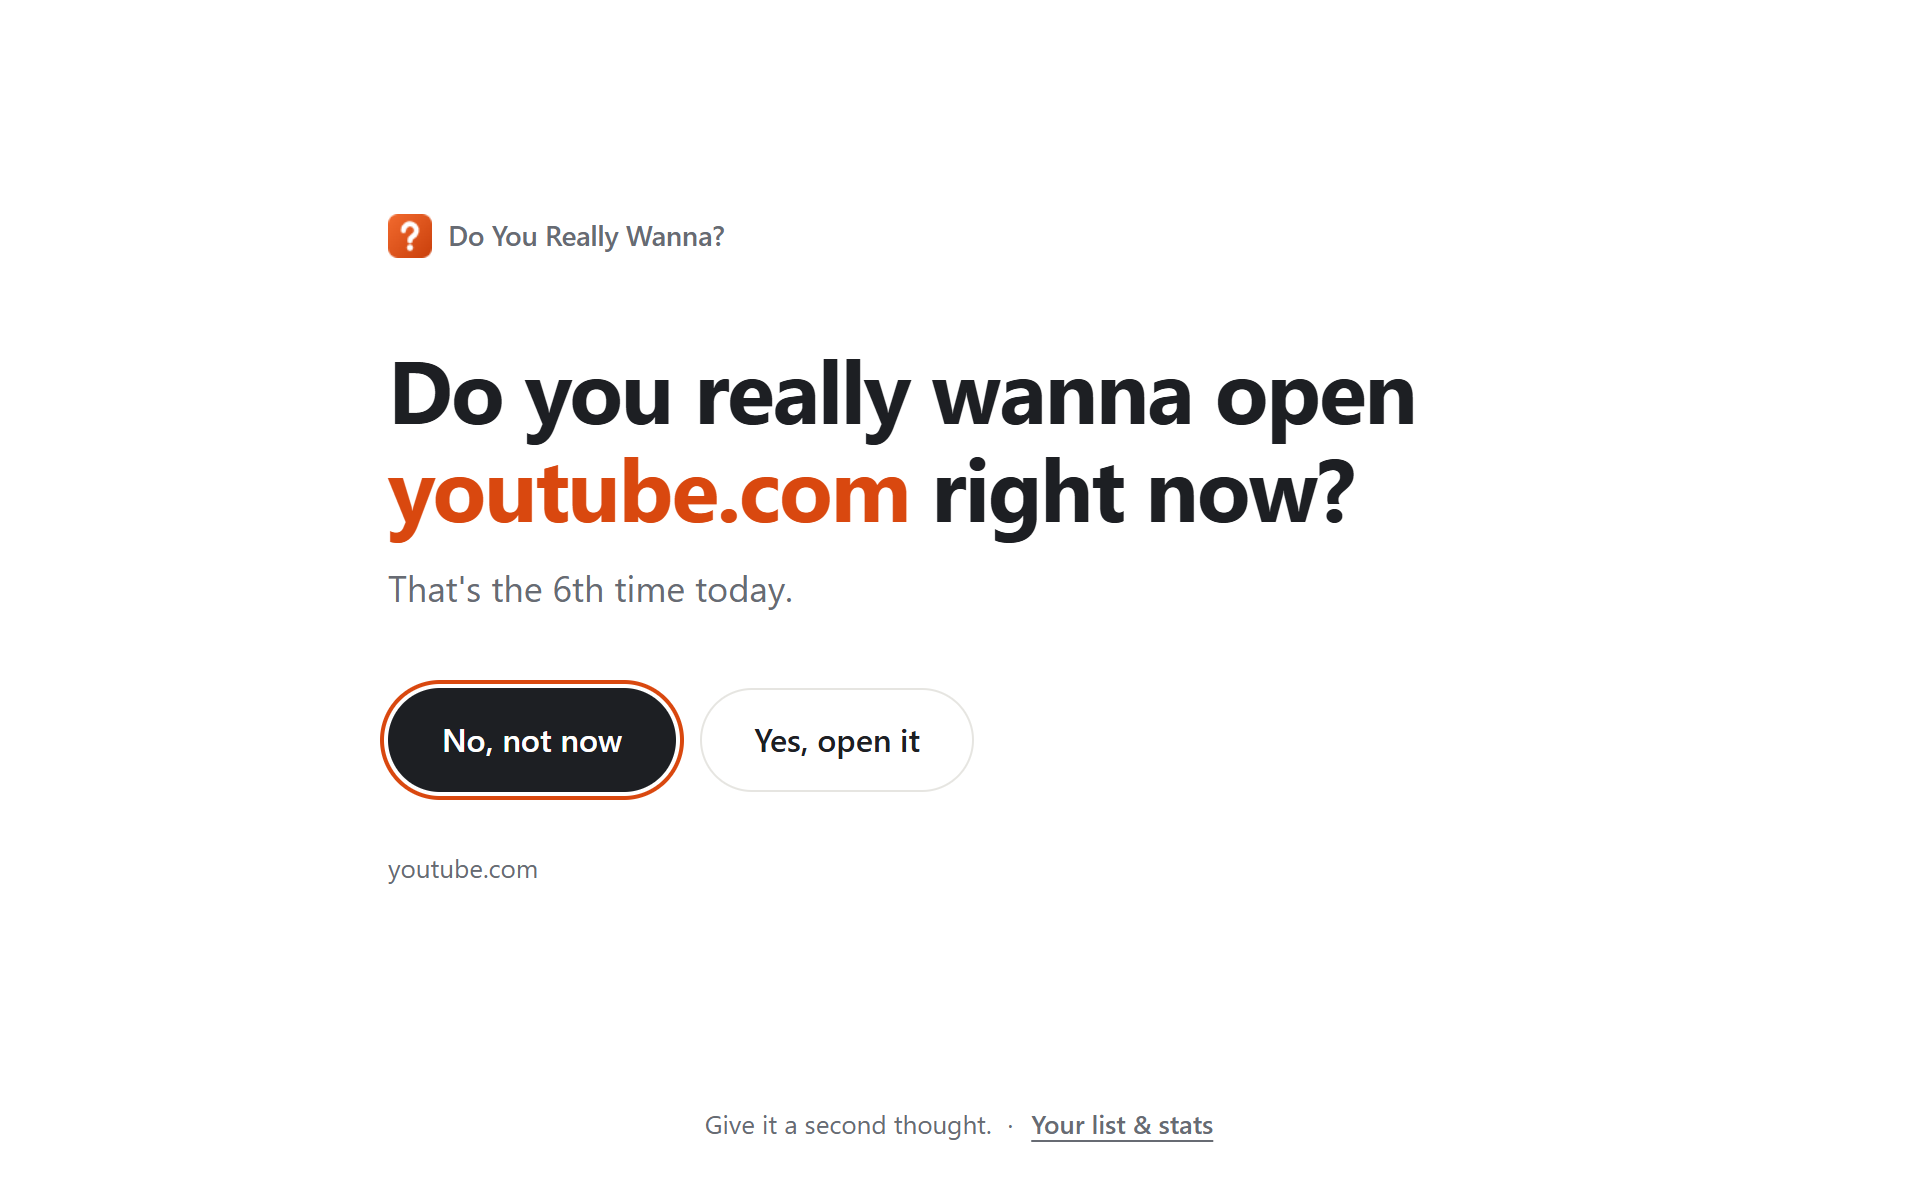 Do You Really Wanna?
Do you really wanna open
youtube.com right now?
That's the 6th time today.
No, not now
Yes, open it
youtube.com
Give it a second thought. · Your list & stats